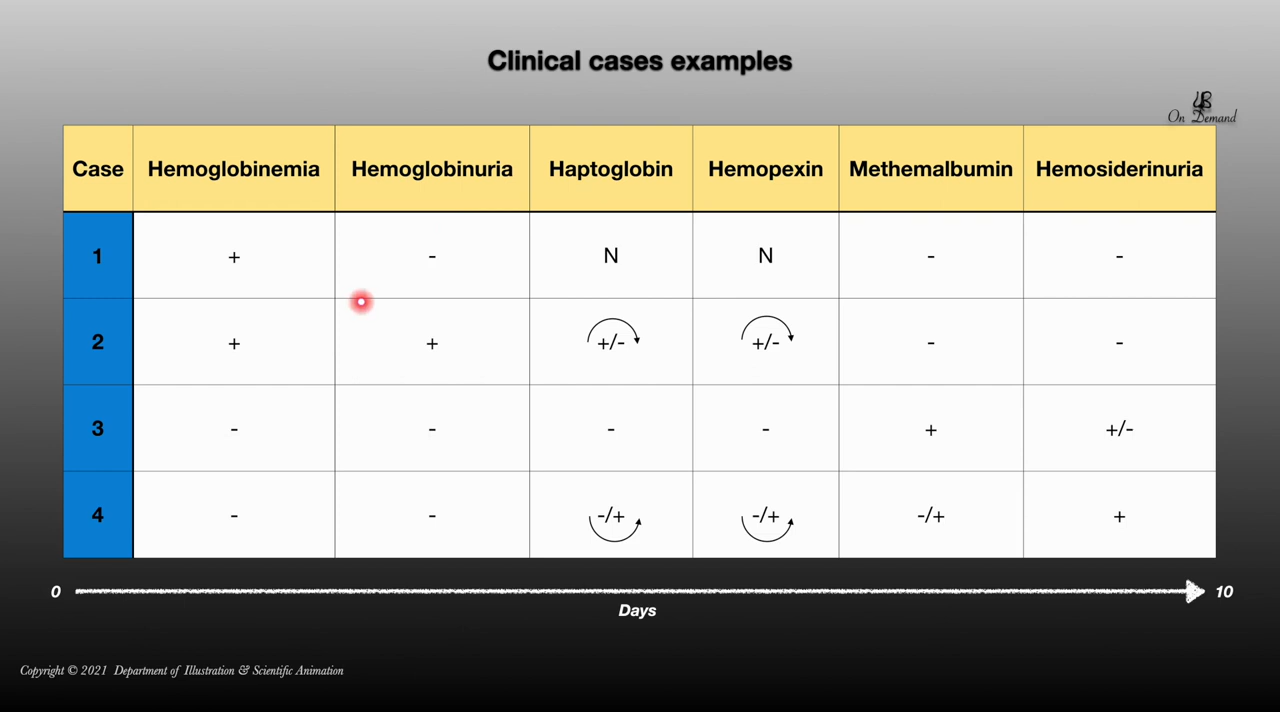 Clinical cases examples
On Demand
Case Hemoglobinemia Hemoglobinuria Haptoglobin Hemopexin Methemalbumin Hemosiderinuria
1 + - N N - -
2 + + +/- +/- - -
3 - - - - + +/-
4 - - -/+ -/+ -/+ +
0 10
Days
Copyright © 2021 Department of Illustration & Scientific Animation